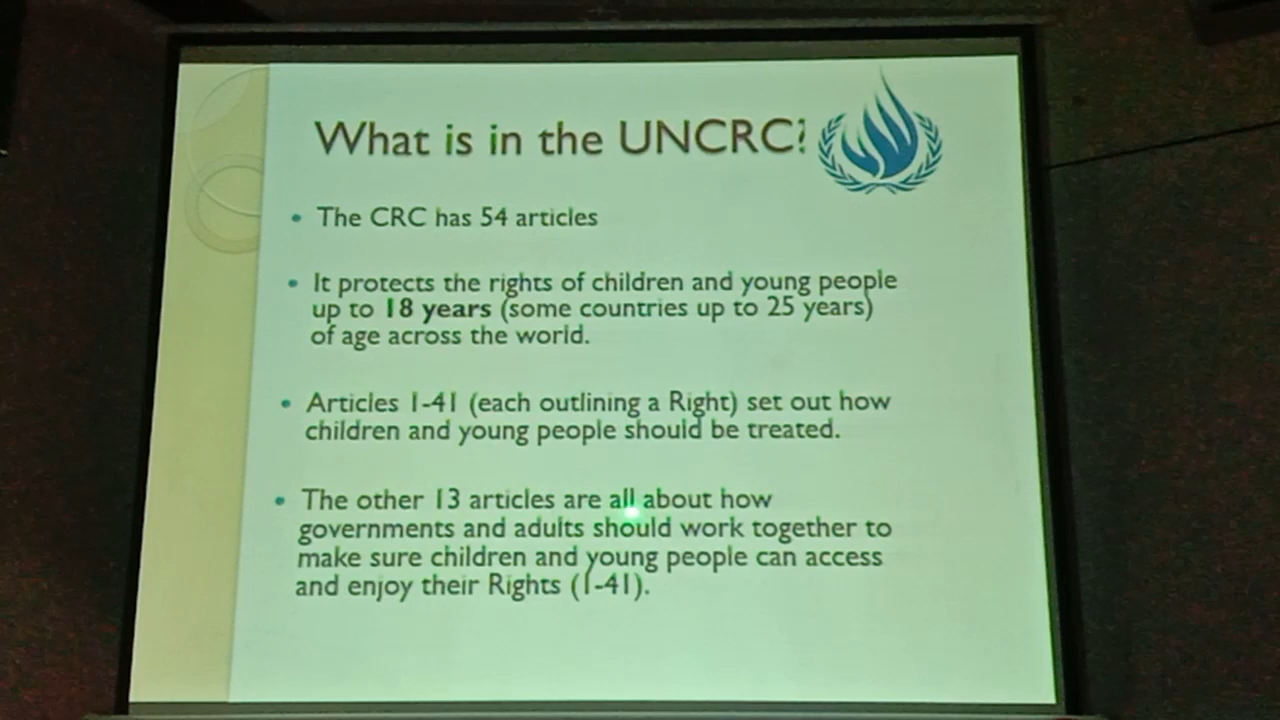 What is in the UNCRC?
• The CRC has 54 articles
• It protects the rights of children and young people
up to 18 years (some countries up to 25 years)
of age across the world.
• Articles 1-41 (each outlining a Right) set out how
children and young people should be treated.
• The other 13 articles are all about how
governments and adults should work together to
make sure children and young people can access
and enjoy their Rights (1-41).